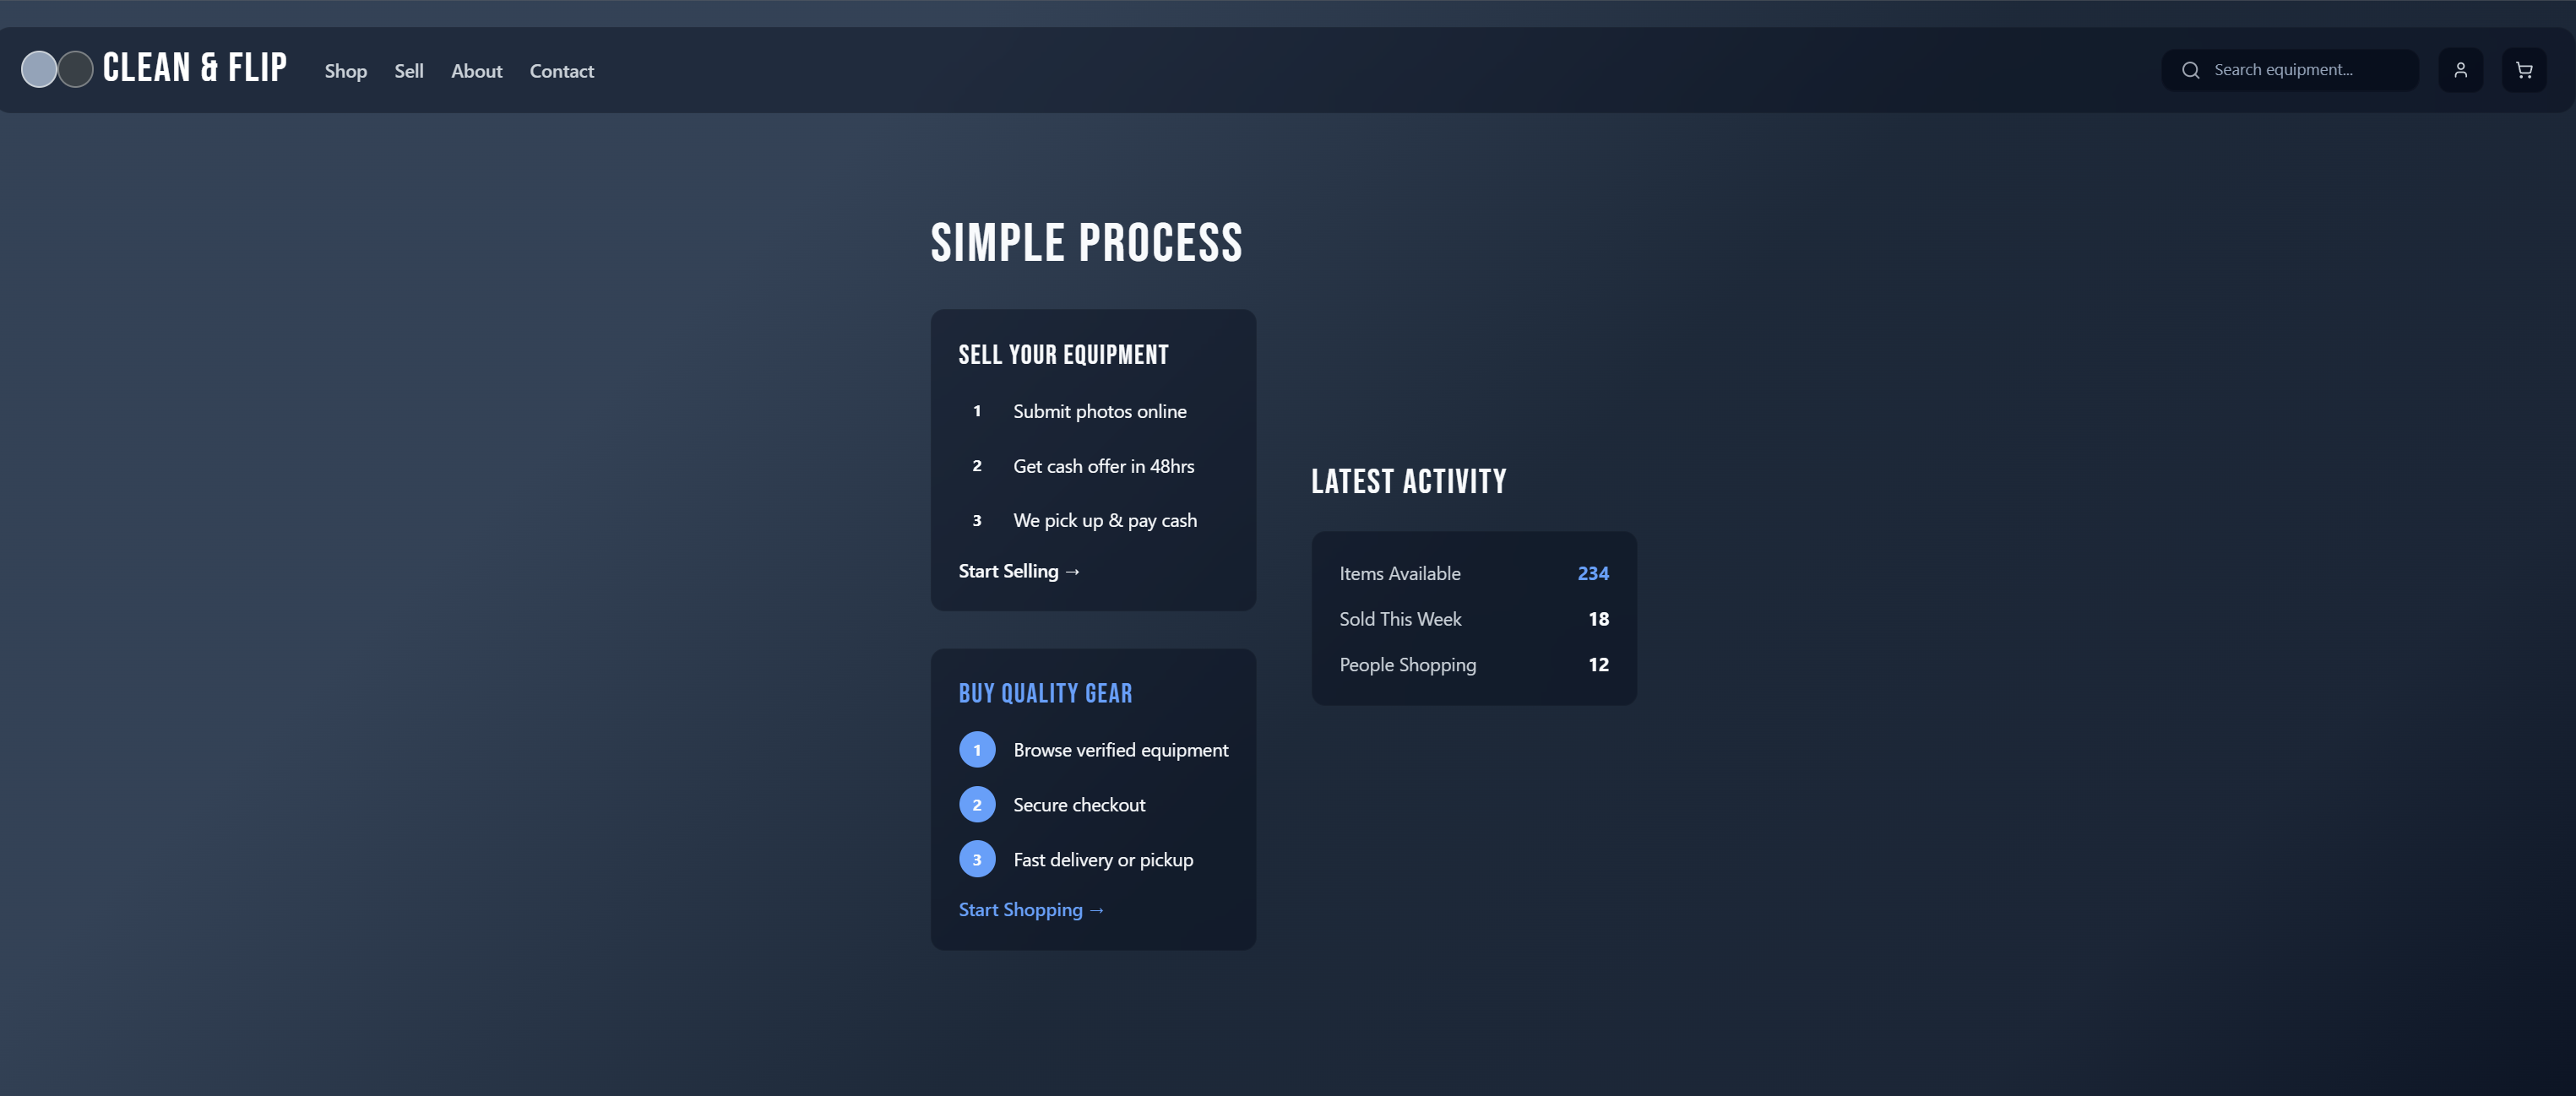 CLEAN & FLIP
Shop Sell About Contact
Search equipment...
SIMPLE PROCESS
SELL YOUR EQUIPMENT
1 Submit photos online
2 Get cash offer in 48hrs
3 We pick up & pay cash
Start Selling →
BUY QUALITY GEAR
1 Browse verified equipment
2 Secure checkout
3 Fast delivery or pickup
Start Shopping →
LATEST ACTIVITY
Items Available 234
Sold This Week 18
People Shopping 12